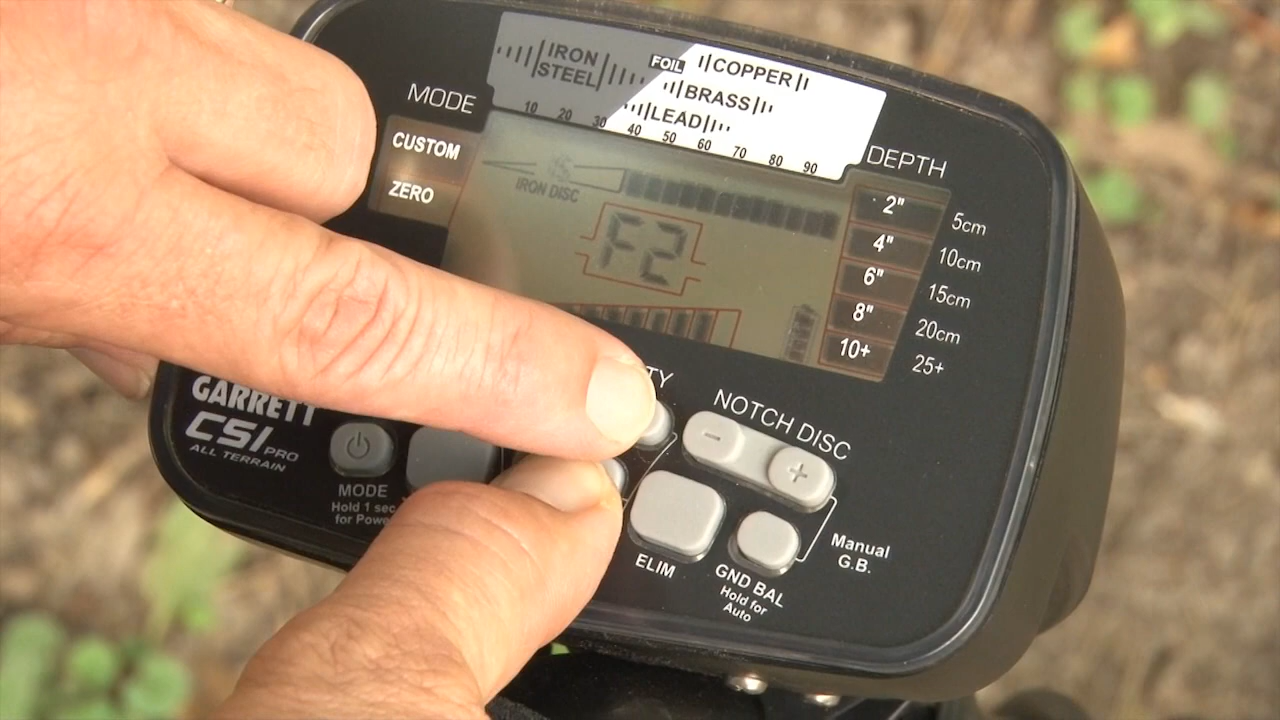 IRON
STEEL
FOIL
COPPER
BRASS
LEAD
10 20 30 40 50 60 70 80 90
MODE
CUSTOM
ZERO
IRON DISC
F2
DEPTH
2" 5cm
4" 10cm
6" 15cm
8" 20cm
10+ 25+
TY
NOTCH DISC
- +
GARRETT
CSI PRO
ALL TERRAIN
MODE
Hold 1 sec
for Power
ELIM
GND BAL
Hold for
Auto
Manual
G.B.